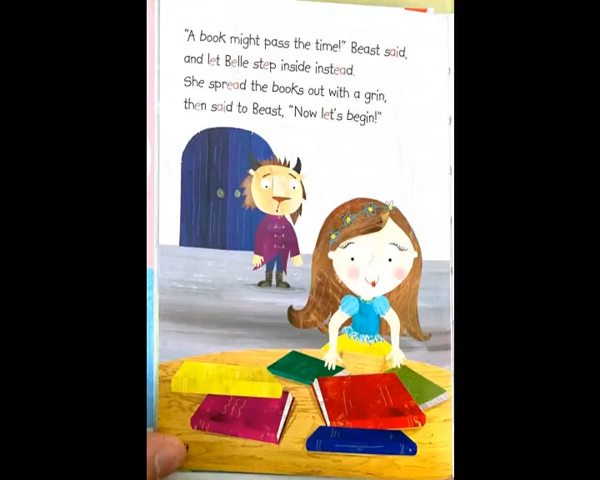 "A book might pass the time!" Beast said,
and let Belle step inside instead.
She spread the books out with a grin,
then said to Beast, "Now let's begin!"